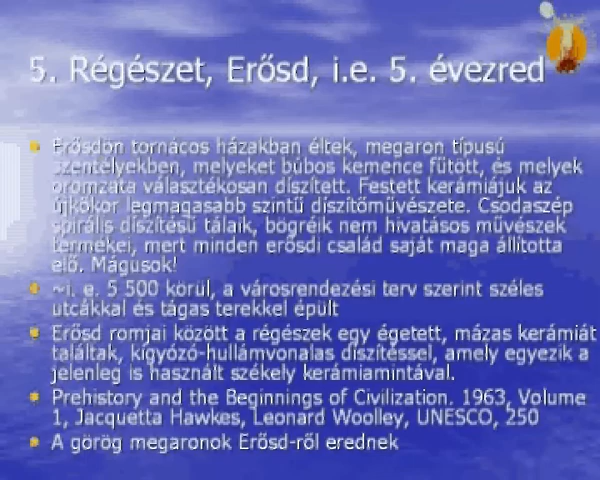 5. Régészet, Erősd, i.e. 5. évezred
Erősdön tornácos házakban éltek, megaron típusú
szentélyekben, melyeket búbos kemence fűtött, és melyek
oromzata választékosan díszített. Festett kerámiájuk az
újkőkor legmagasabb szintű díszítőművészete. Csodaszép
spirális díszítésű tálaik, bögréik nem hivatásos művészek
termékei, mert minden erősdi család saját maga állította
elő. Mágusok!
~i. e. 5 500 körül, a városrendezési terv szerint széles
utcákkal és tágas terekkel épült
Erősd romjai között a régészek egy égetett, mázas kerámiát
találtak, kígyózó-hullámvonalas díszítéssel, amely egyezik a
jelenleg is használt székely kerámiamintával.
Prehistory and the Beginnings of Civilization. 1963, Volume
1, Jacquetta Hawkes, Leonard Woolley, UNESCO, 250
A görög megaronok Erősd-ről erednek